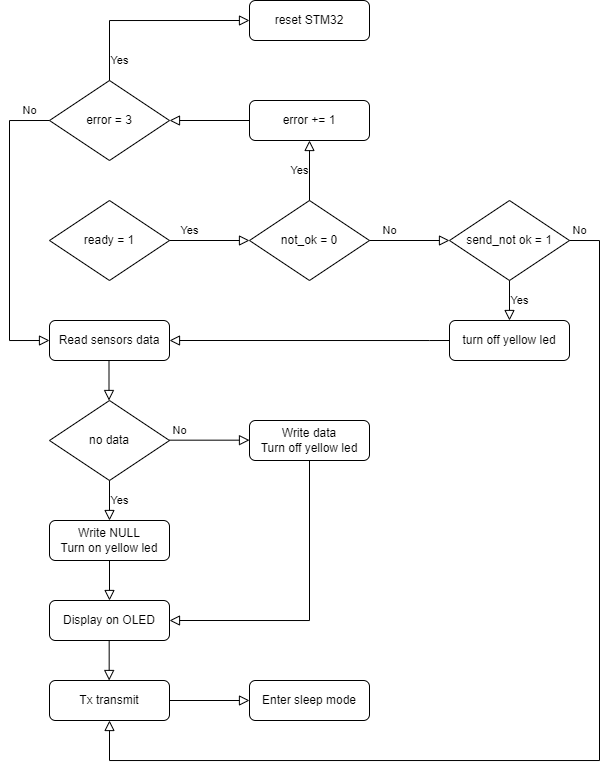 reset STM32
Yes
No
error = 3
error += 1
Yes
ready = 1
Yes
not_ok = 0
No
send_not ok = 1
No
Yes
Read sensors data
turn off yellow led
no data
No
Write data
Turn off yellow led
Yes
Write NULL
Turn on yellow led
Display on OLED
Tx transmit
Enter sleep mode